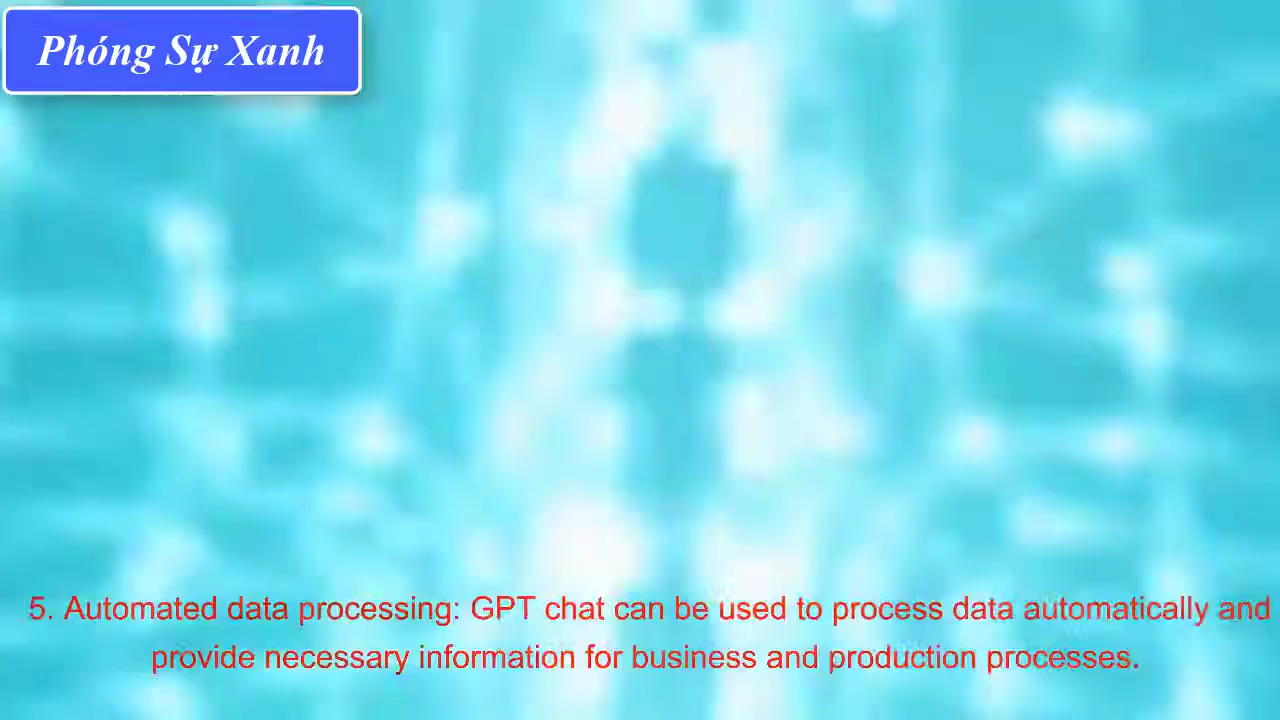 Phóng Sự Xanh
5. Automated data processing: GPT chat can be used to process data automatically and
provide necessary information for business and production processes.